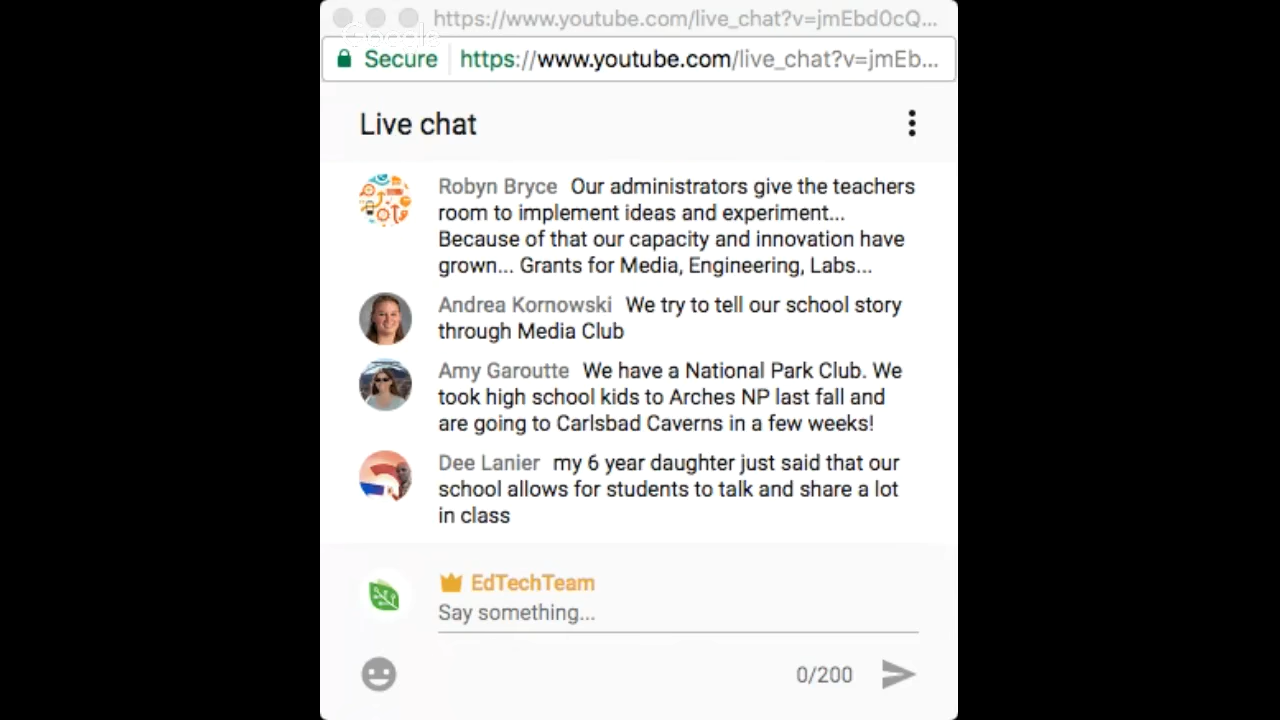 https://www.youtube.com/live_chat?v=jmEbd0cQ...
Google
Secure https://www.youtube.com/live_chat?v=jmEb...
Live chat
Robyn Bryce Our administrators give the teachers
room to implement ideas and experiment...
Because of that our capacity and innovation have
grown... Grants for Media, Engineering, Labs...
Andrea Kornowski We try to tell our school story
through Media Club
Amy Garoutte We have a National Park Club. We
took high school kids to Arches NP last fall and
are going to Carlsbad Caverns in a few weeks!
Dee Lanier my 6 year daughter just said that our
school allows for students to talk and share a lot
in class
EdTechTeam
Say something...
0/200